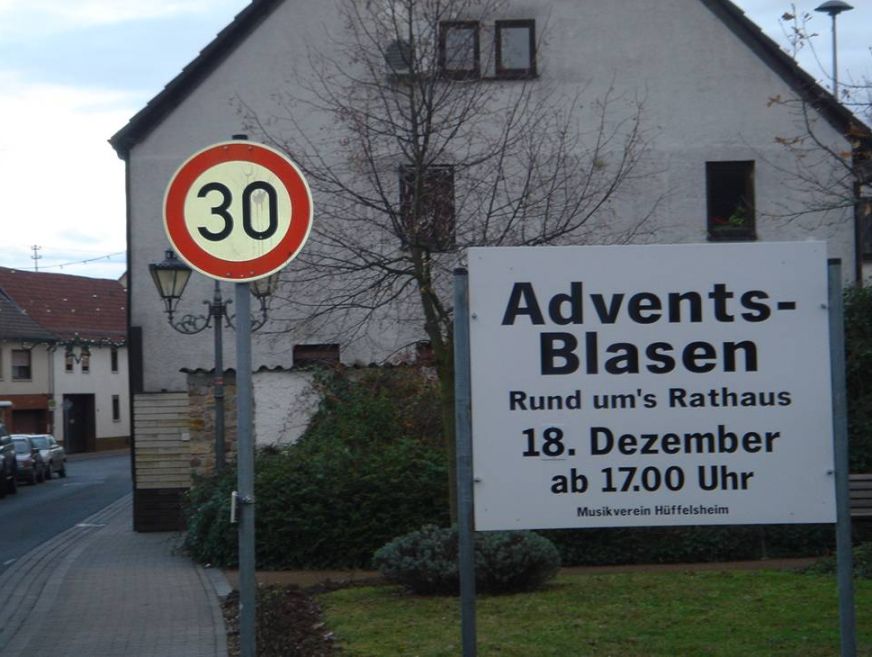 30
Advents-
Blasen
Rund um's Rathaus
18. Dezember
ab 17.00 Uhr
Musikverein Hüffelsheim